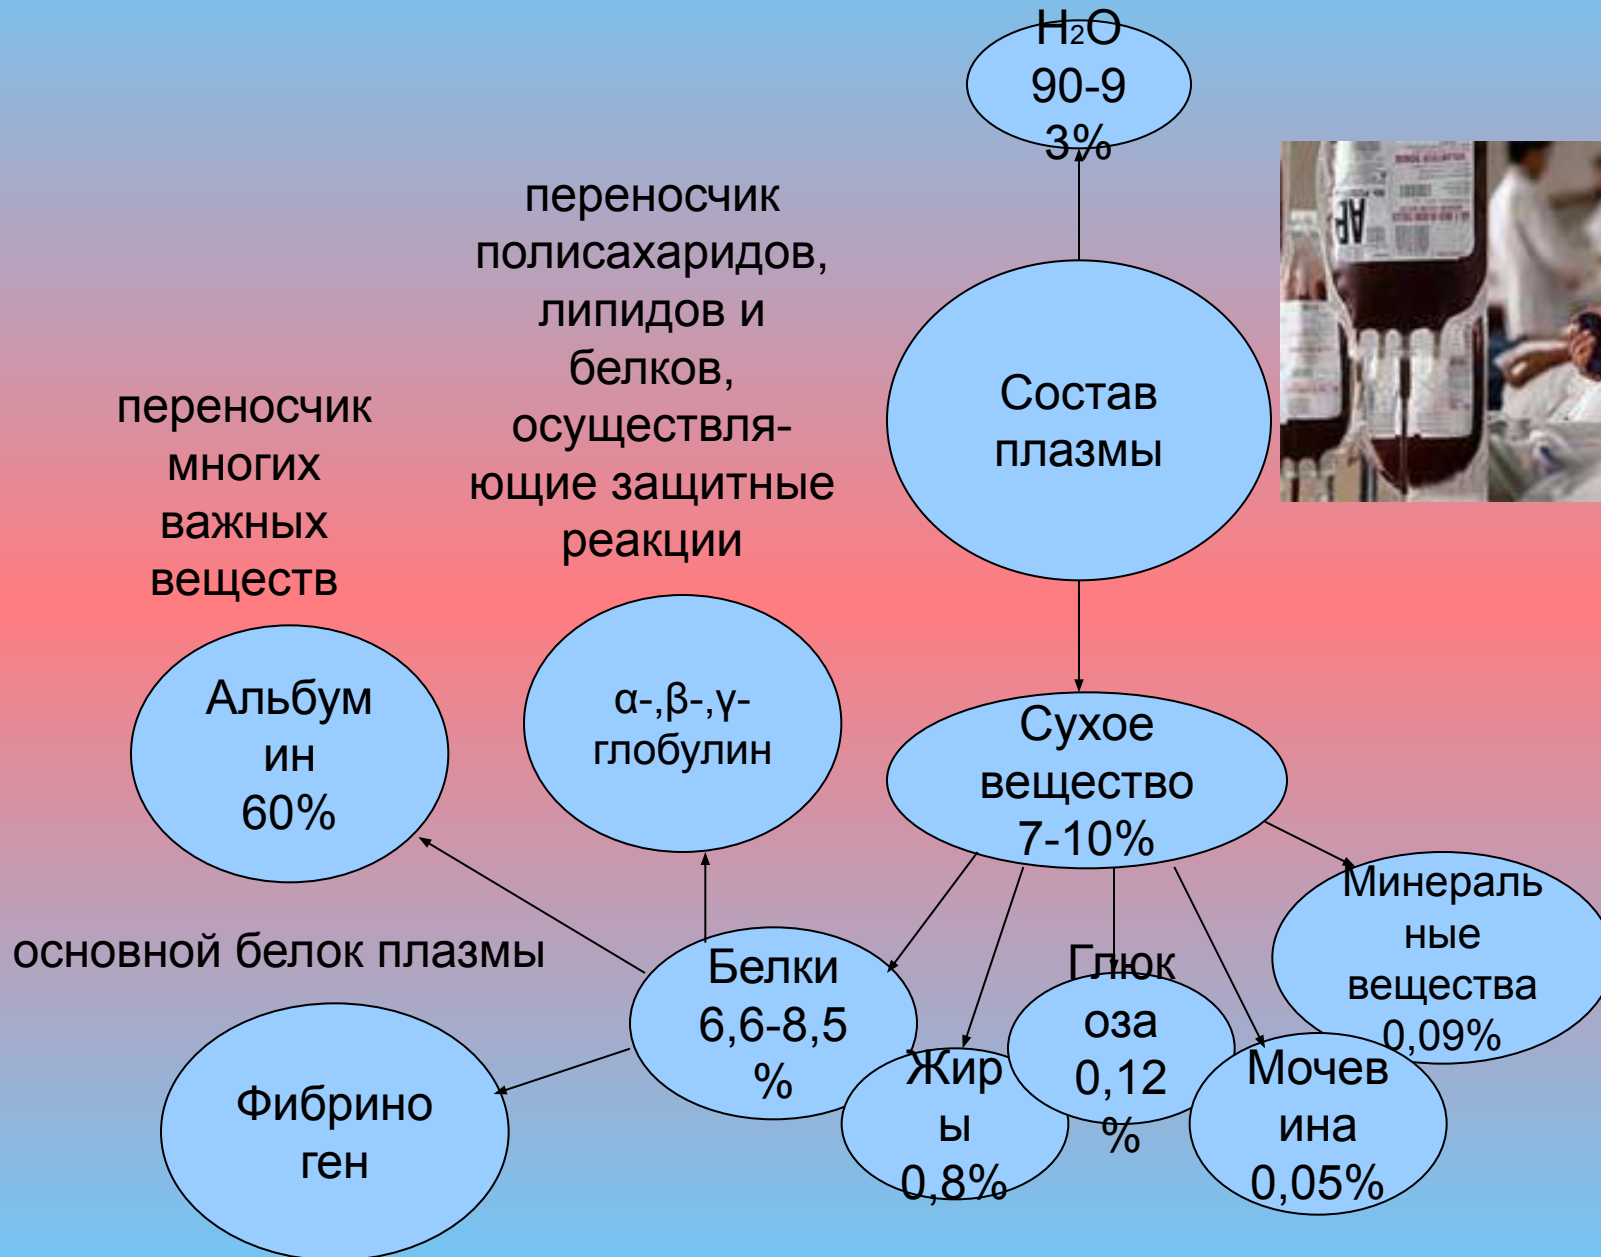 H₂O
90-9
3%
переносчик
полисахаридов,
липидов и
белков,
осуществля-
ющие защитные
реакции
переносчик
многих
важных
веществ
Состав
плазмы
AP
Альбум
ин
60%
α-,β-,γ-
глобулин
Сухое
вещество
7-10%
основной белок плазмы
Фибрино
ген
Белки
6,6-8,5
%
Жир
ы
0,8%
Глюк
оза
0,12
%
Мочев
ина
0,05%
Минераль
ные
вещества
0,09%